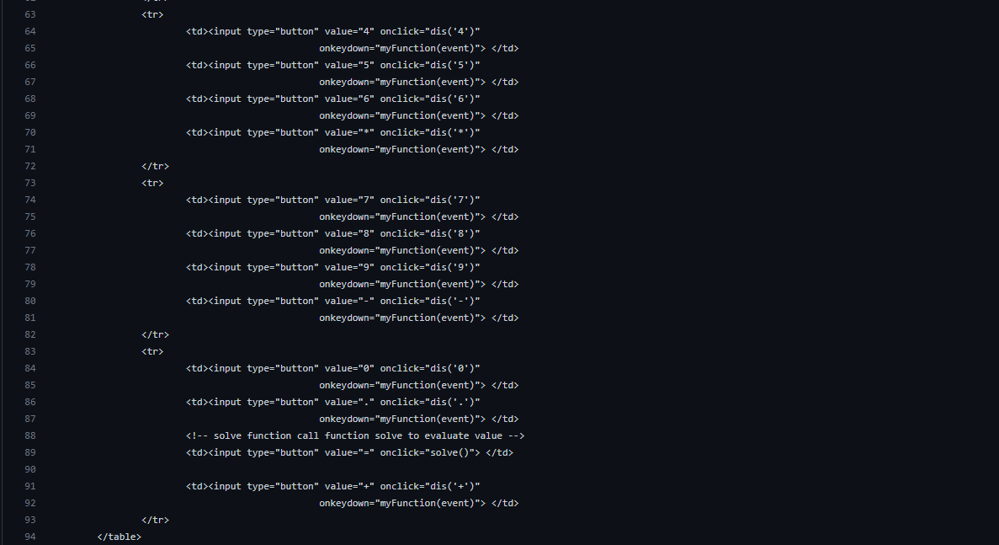 62 </tr>
63 <tr>
64 <td><input type="button" value="4" onclick="dis('4')"
65 onkeydown="myFunction(event)"> </td>
66 <td><input type="button" value="5" onclick="dis('5')"
67 onkeydown="myFunction(event)"> </td>
68 <td><input type="button" value="6" onclick="dis('6')"
69 onkeydown="myFunction(event)"> </td>
70 <td><input type="button" value="*" onclick="dis('*')"
71 onkeydown="myFunction(event)"> </td>
72 </tr>
73 <tr>
74 <td><input type="button" value="7" onclick="dis('7')"
75 onkeydown="myFunction(event)"> </td>
76 <td><input type="button" value="8" onclick="dis('8')"
77 onkeydown="myFunction(event)"> </td>
78 <td><input type="button" value="9" onclick="dis('9')"
79 onkeydown="myFunction(event)"> </td>
80 <td><input type="button" value="-" onclick="dis('-')"
81 onkeydown="myFunction(event)"> </td>
82 </tr>
83 <tr>
84 <td><input type="button" value="0" onclick="dis('0')"
85 onkeydown="myFunction(event)"> </td>
86 <td><input type="button" value="." onclick="dis('.')"
87 onkeydown="myFunction(event)"> </td>
88 <!-- solve function call function solve to evaluate value -->
89 <td><input type="button" value="=" onclick="solve()"> </td>
90
91 <td><input type="button" value="+" onclick="dis('+')"
92 onkeydown="myFunction(event)"> </td>
93 </tr>
94 </table>